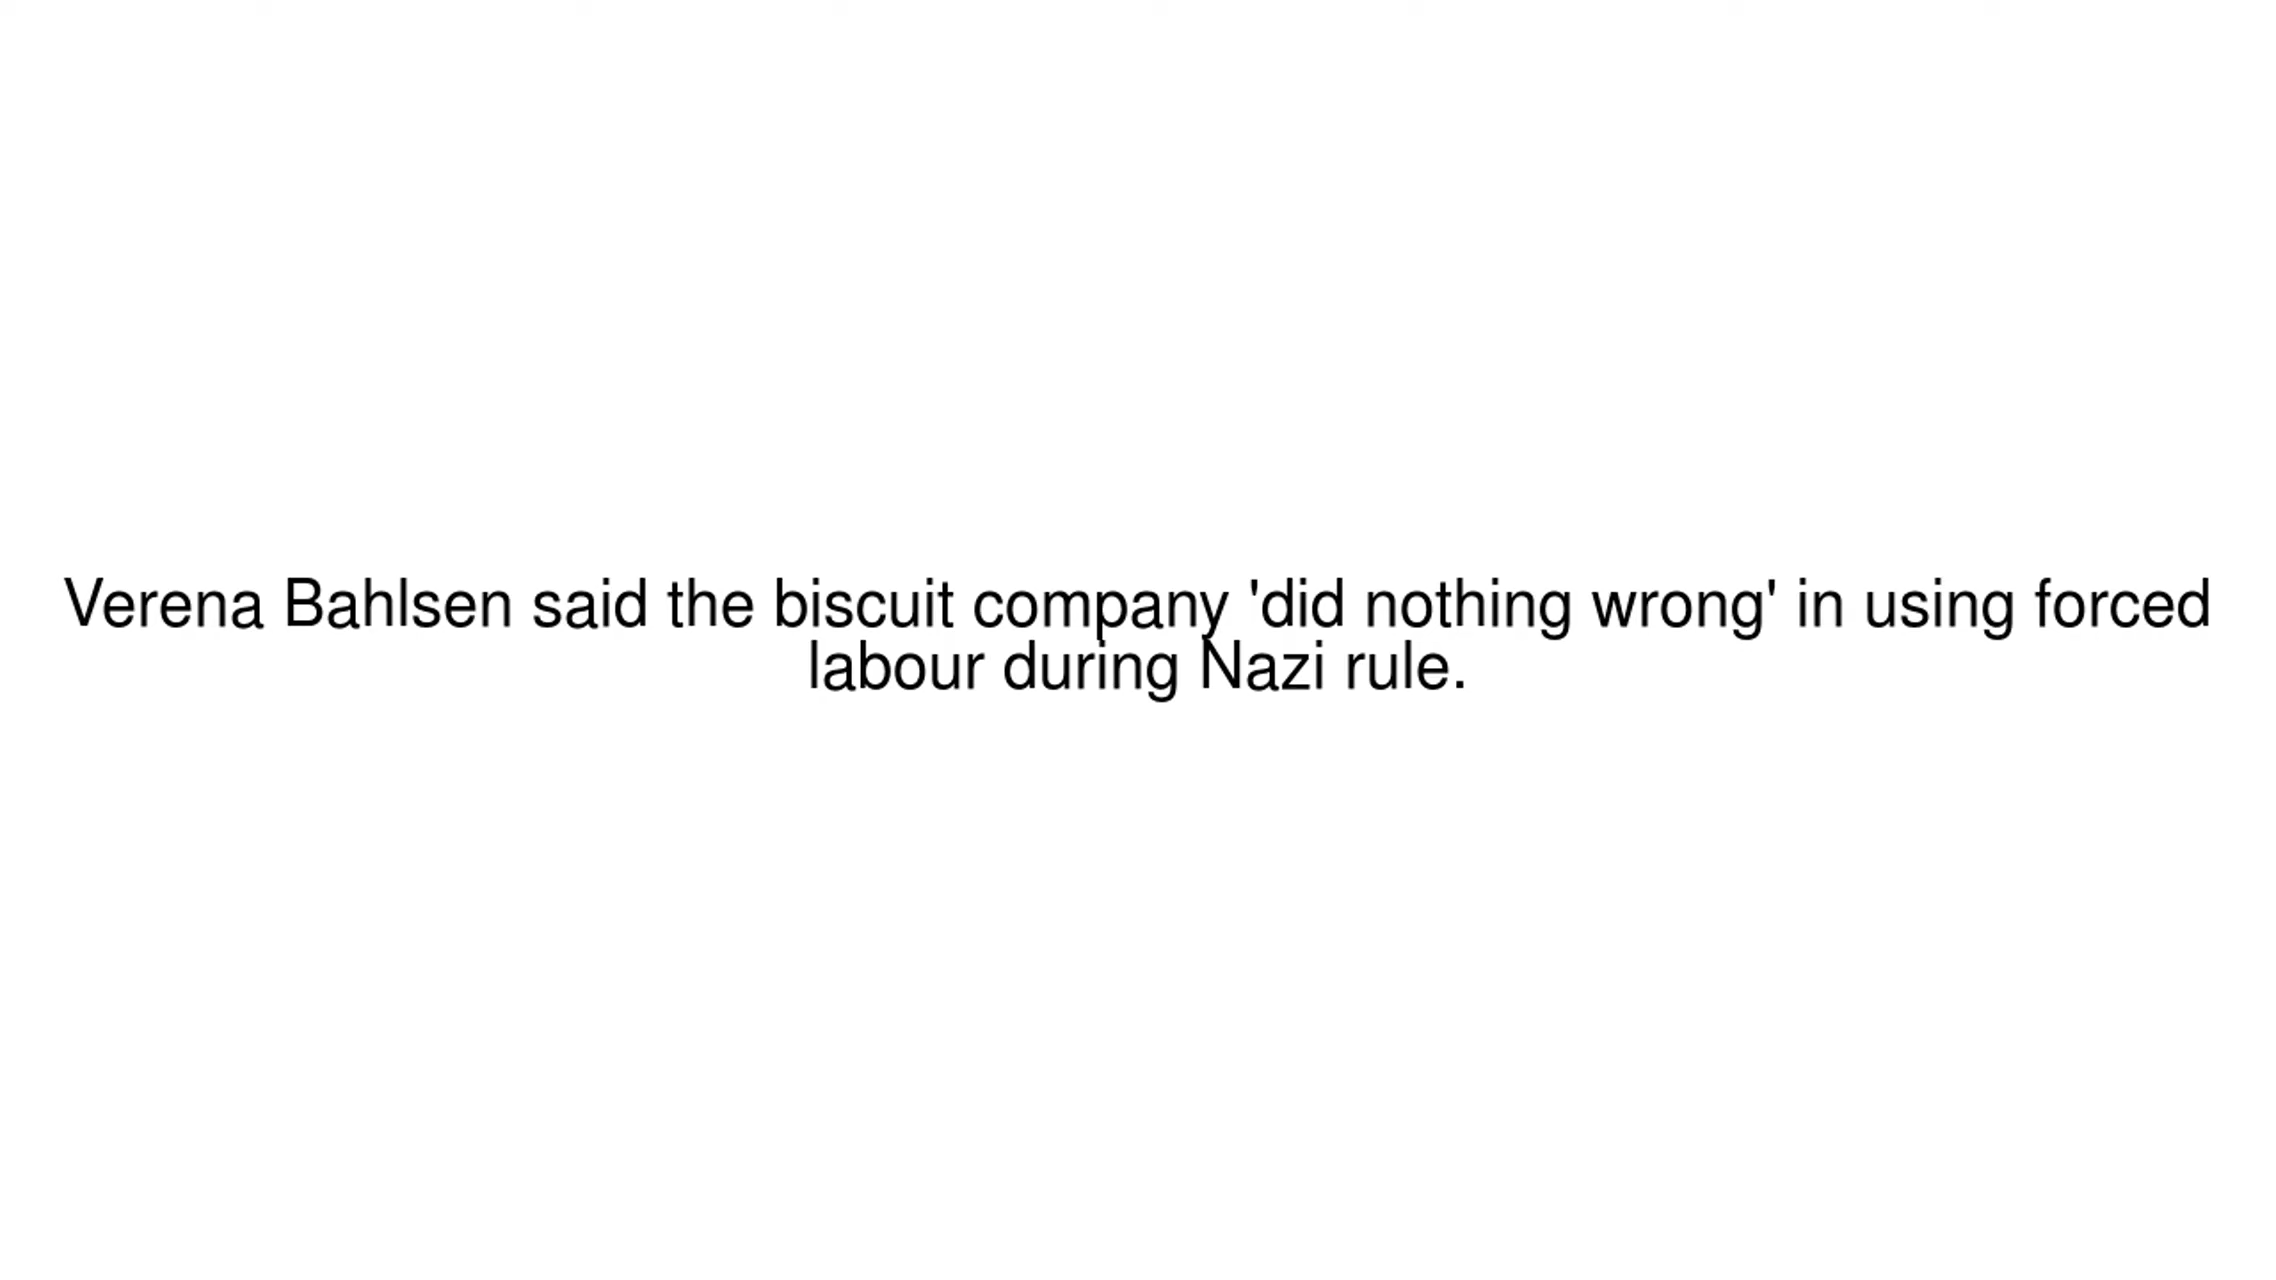 Verena Bahlsen said the biscuit company 'did nothing wrong' in using forced
labour during Nazi rule.